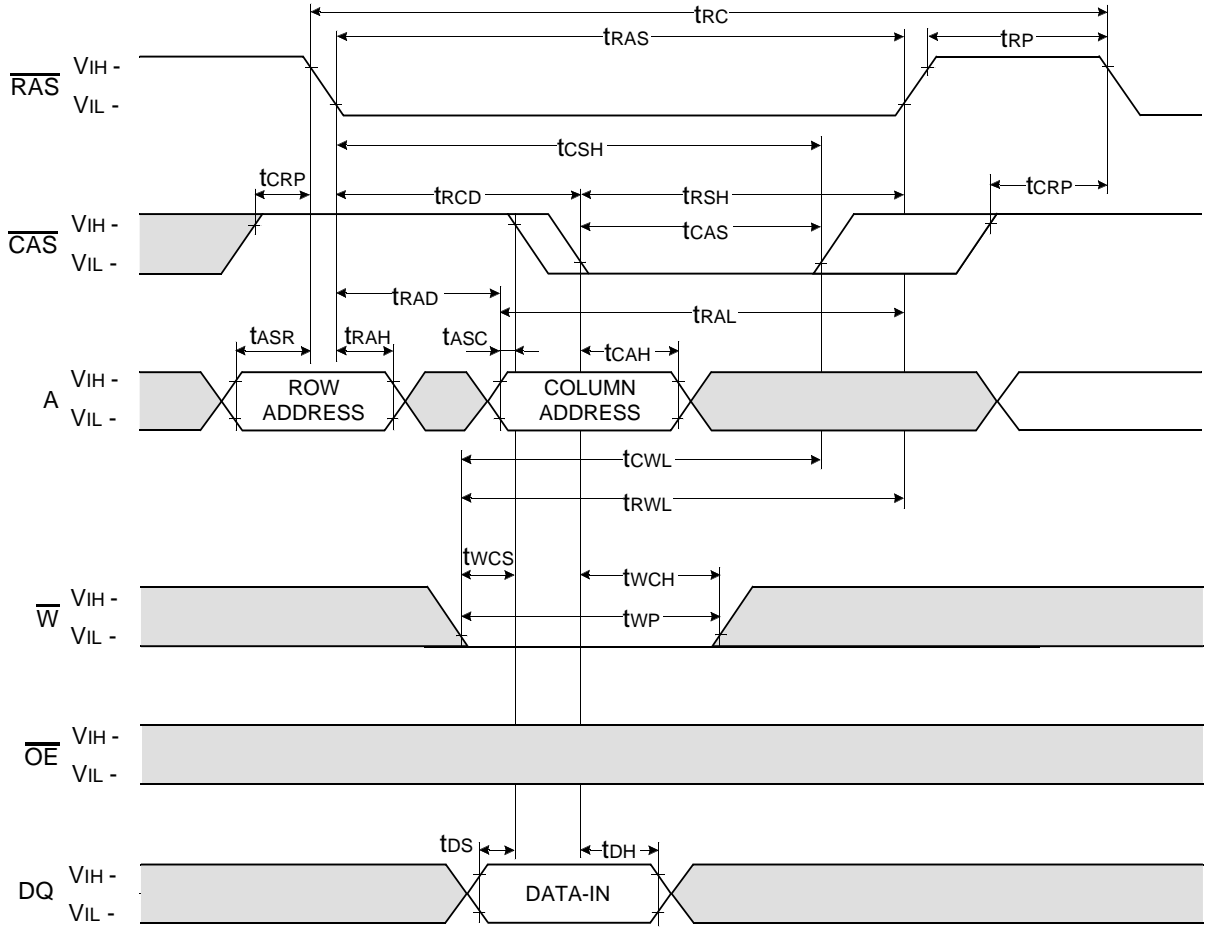 tRC
tRAS
tRP
RAS
VIH -
VIL -
tCSH
tCRP
tRCD
tRSH
tCRP
CAS
VIH -
VIL -
tCAS
tRAD
tRAL
tASR
tRAH
tASC
tCAH
A
VIH -
VIL -
ROW
ADDRESS
COLUMN
ADDRESS
tCWL
tRWL
tWCS
tWCH
W
VIH -
VIL -
tWP
OE
VIH -
VIL -
tDS
tDH
DQ
VIH -
VIL -
DATA-IN